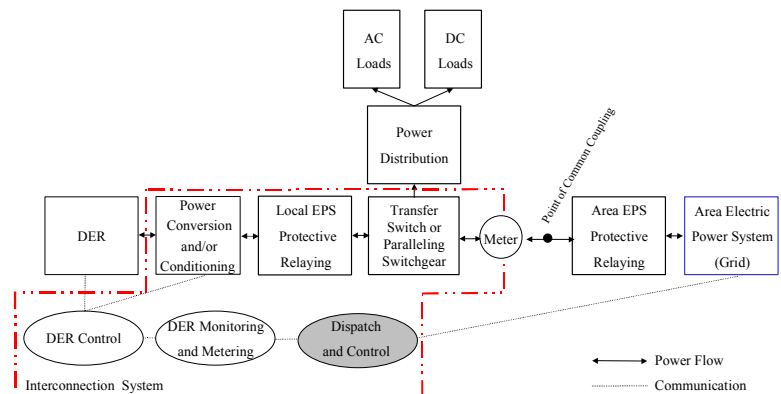 AC
Loads
DC
Loads
Power
Distribution
Point of Common Coupling
DER
Power
Conversion
and/or
Conditioning
Local EPS
Protective
Relaying
Transfer
Switch or
Paralleling
Switchgear
Meter
Area EPS
Protective
Relaying
Area Electric
Power System
(Grid)
DER Control
DER Monitoring
and Metering
Dispatch
and Control
Interconnection System
Power Flow
Communication